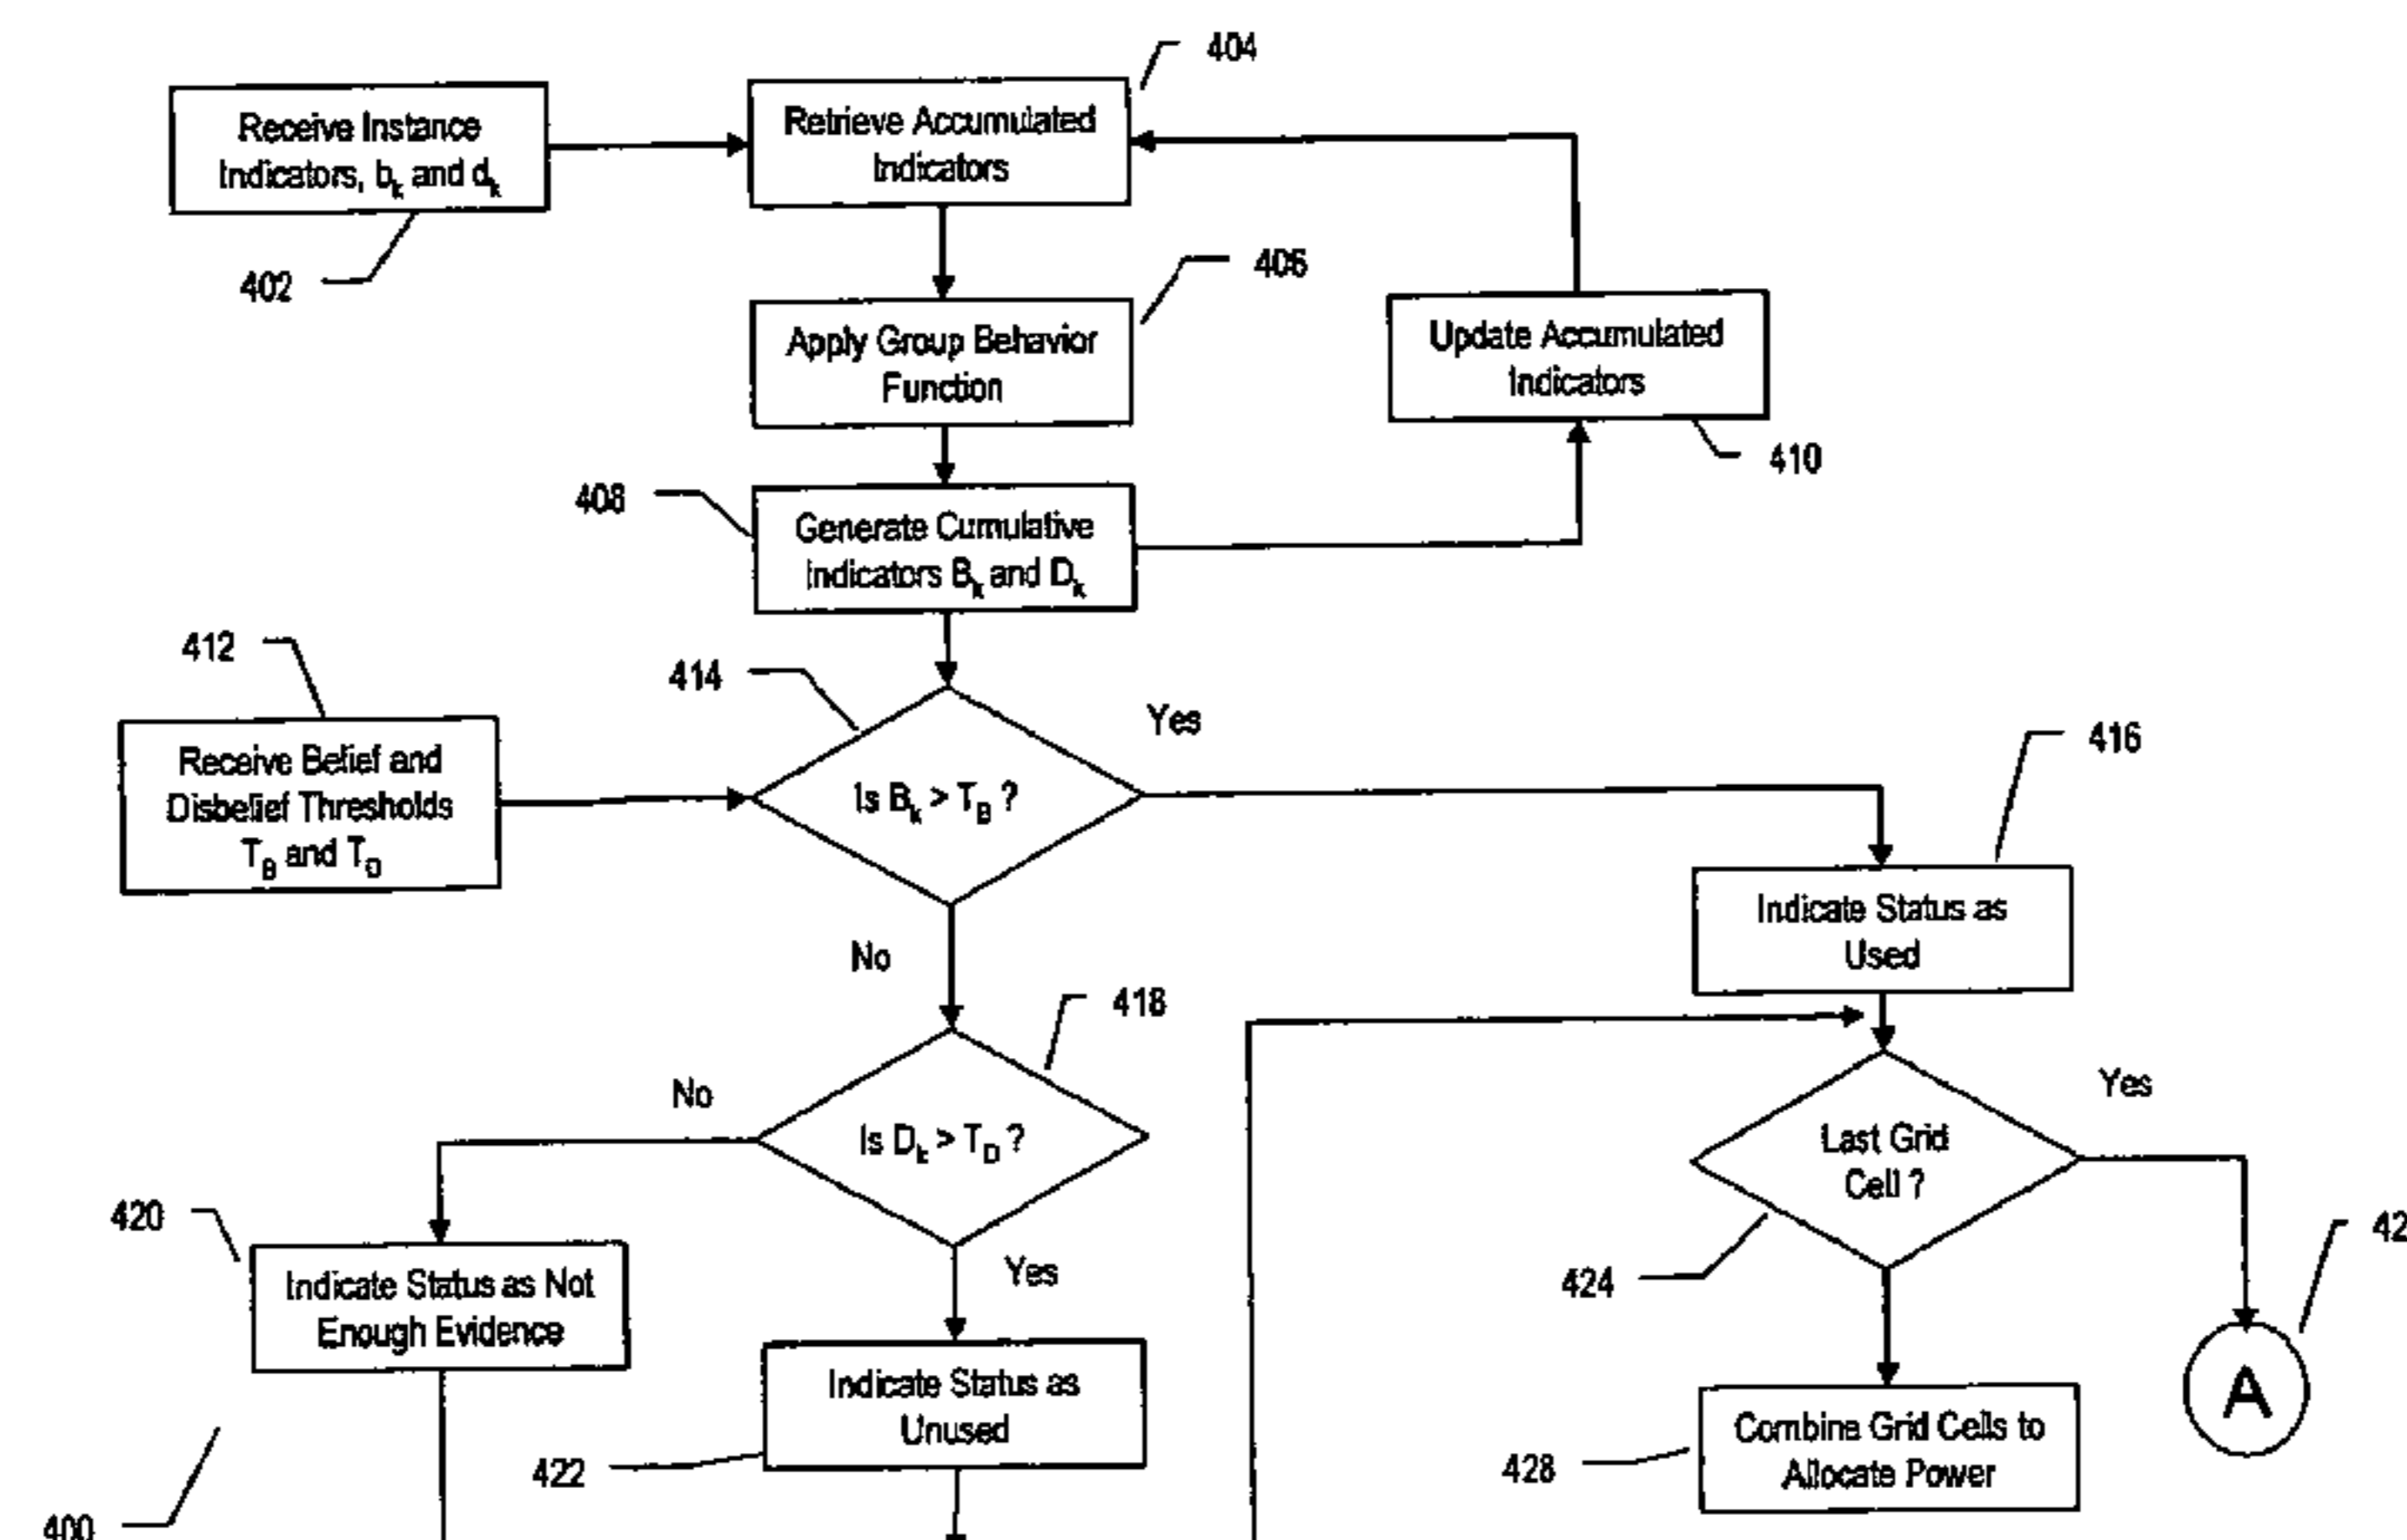 404
Receive Instance
Indicators, bk and dk
Retrieve Accumulated
Indicators
402
406
Apply Group Behavior
Function
Update Accumulated
Indicators
410
408
Generate Cumulative
Indicators Bk and Dk
412
414
Yes
416
Receive Belief and
Disbelief Thresholds
TB and TD
Is Bk > TB ?
Indicate Status as
Used
No
418
No
Yes
Is Dk > TD ?
Last Grid
Cell ?
420
42
Indicate Status as Not
Enough Evidence
Yes
424
Indicate Status as
Unused
A
Combine Grid Cells to
Allocate Power
422
428
400